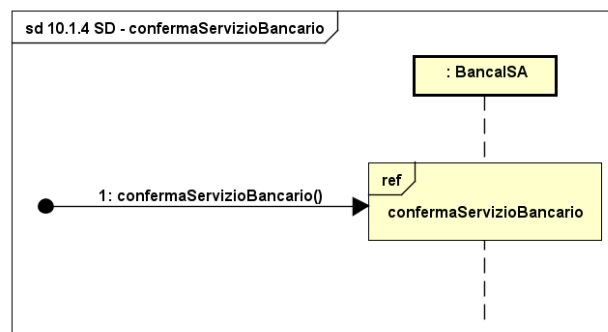 sd 10.1.4 SD - confermaServizioBancario
: BancaISA
ref
1: confermaServizioBancario()
confermaServizioBancario